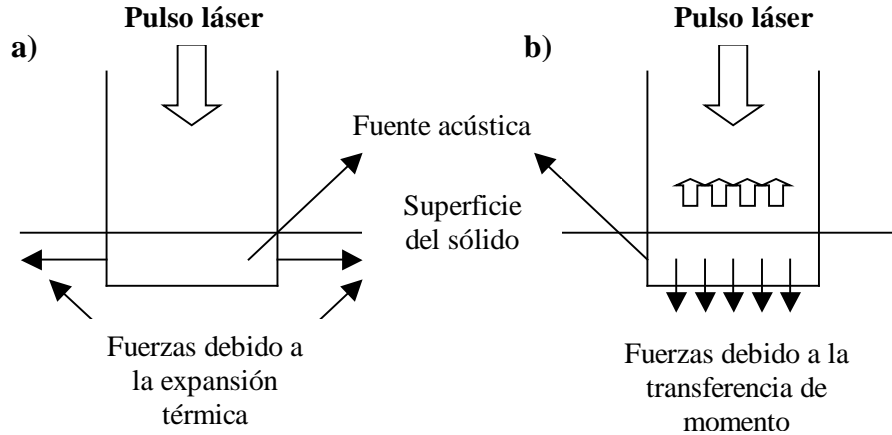 Pulso láser
Pulso láser
a)
b)
Fuente acústica
Superficie
del sólido
Fuerzas debido a
la expansión
térmica
Fuerzas debido a la
transferencia de
momento